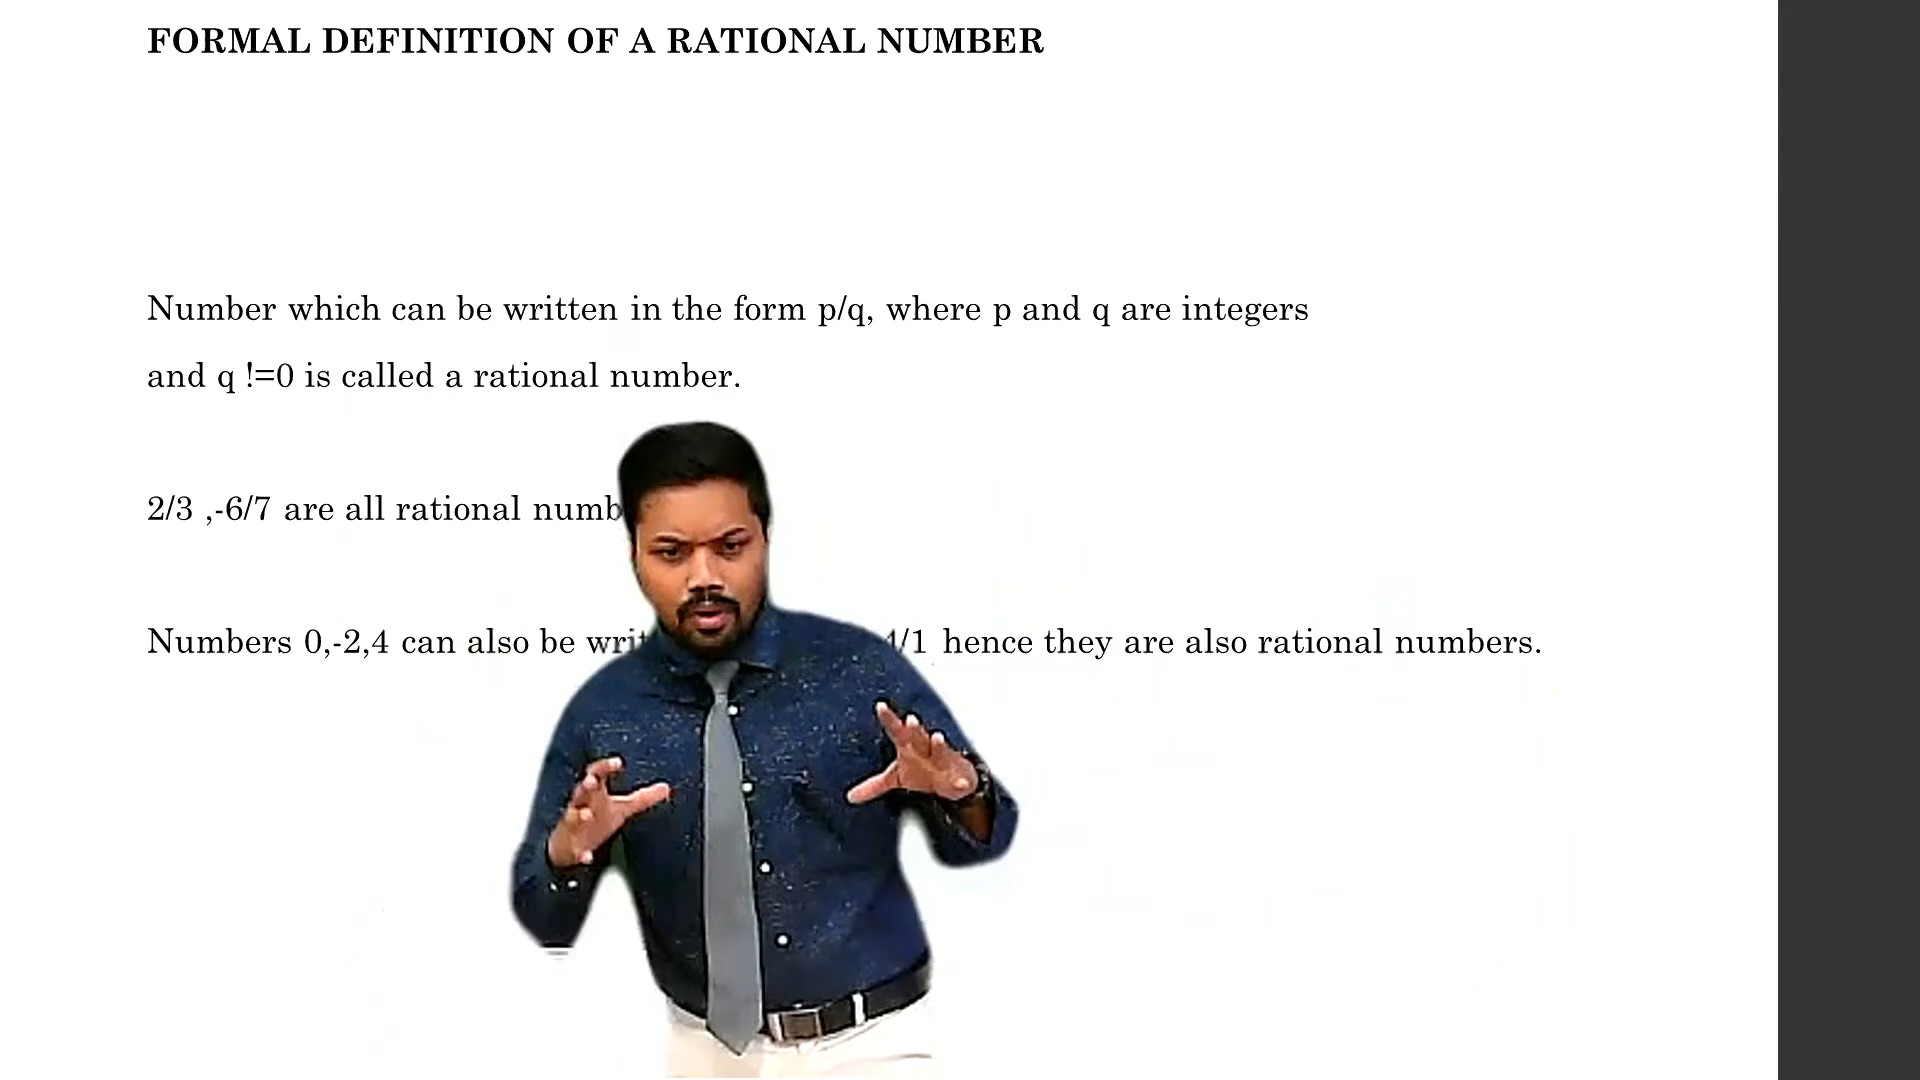 FORMAL DEFINITION OF A RATIONAL NUMBER
Number which can be written in the form p/q, where p and q are integers
and q !=0 is called a rational number.
2/3 ,-6/7 are all rational
Numbers 0,-2,4 can also be /1 hence they are also rational numbers.